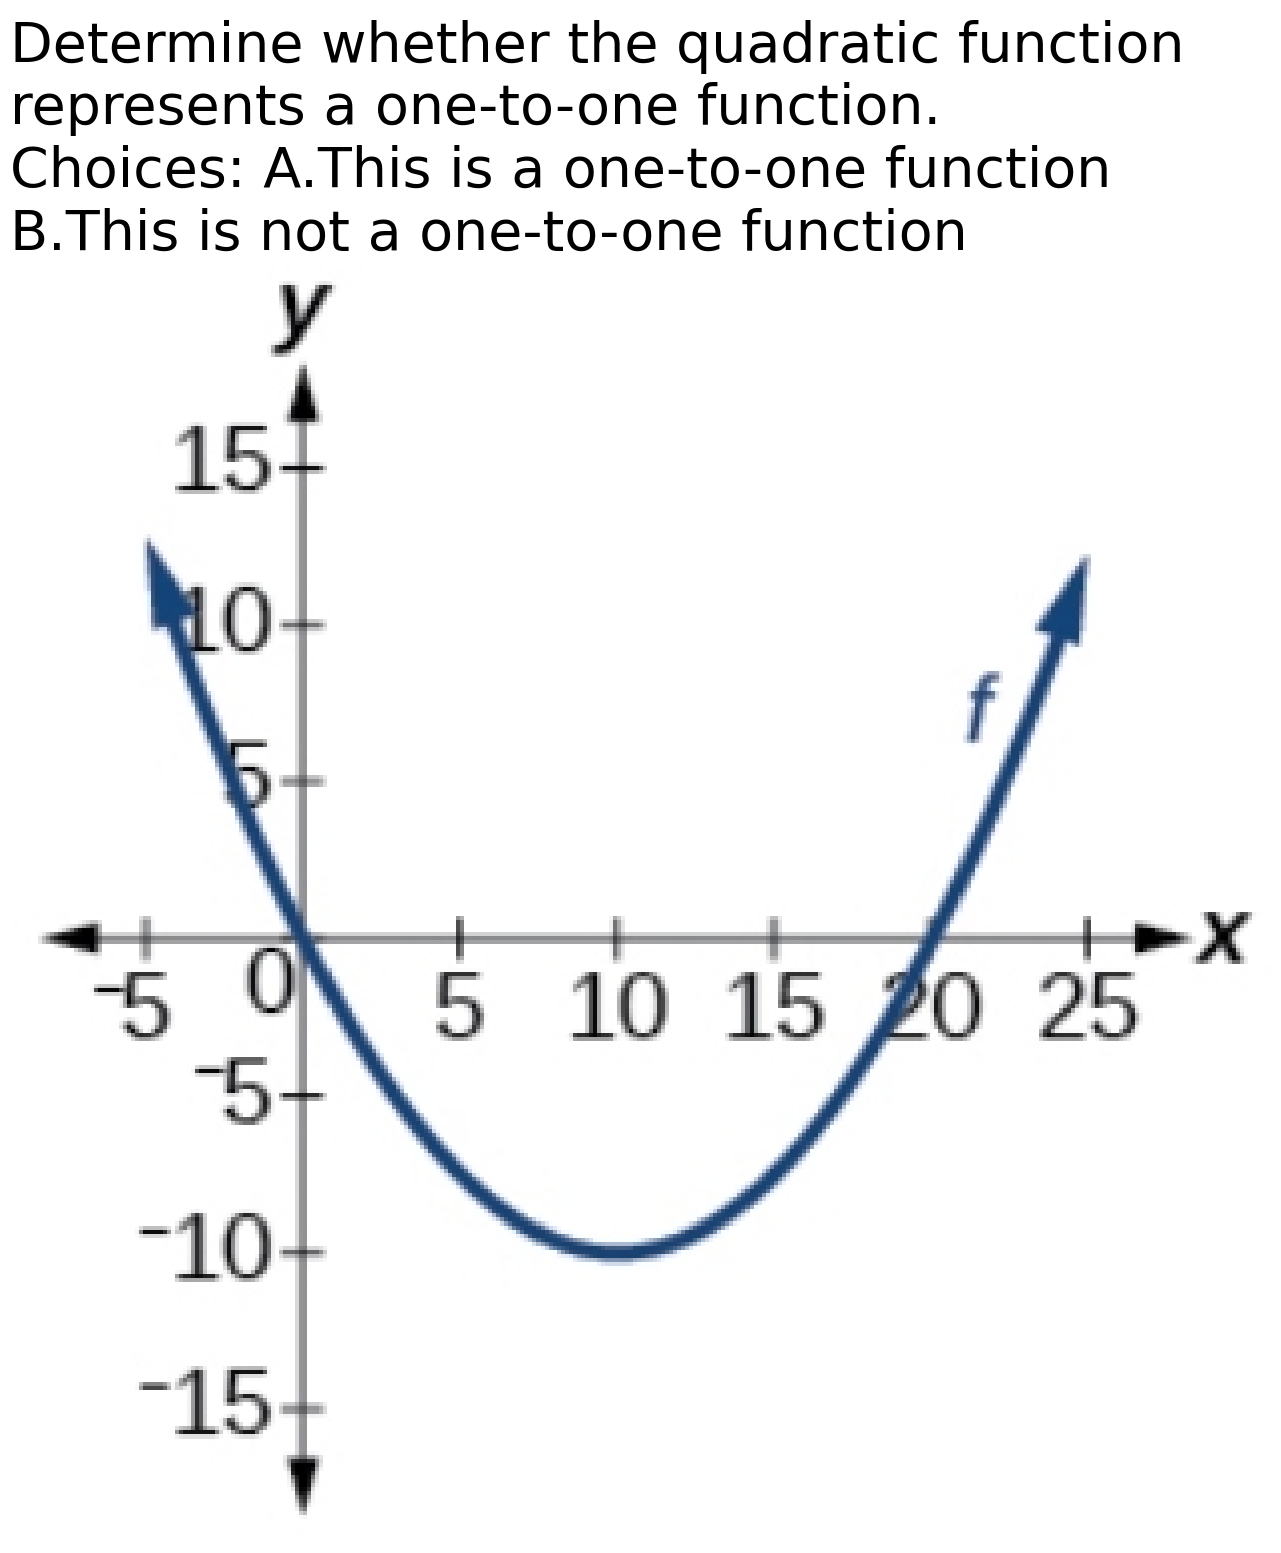 Determine whether the quadratic function
represents a one-to-one function.
Choices: A.This is a one-to-one function
B.This is not a one-to-one function
y
15
10
5
f
x
-5 0 5 10 15 20 25
-5
-10
-15